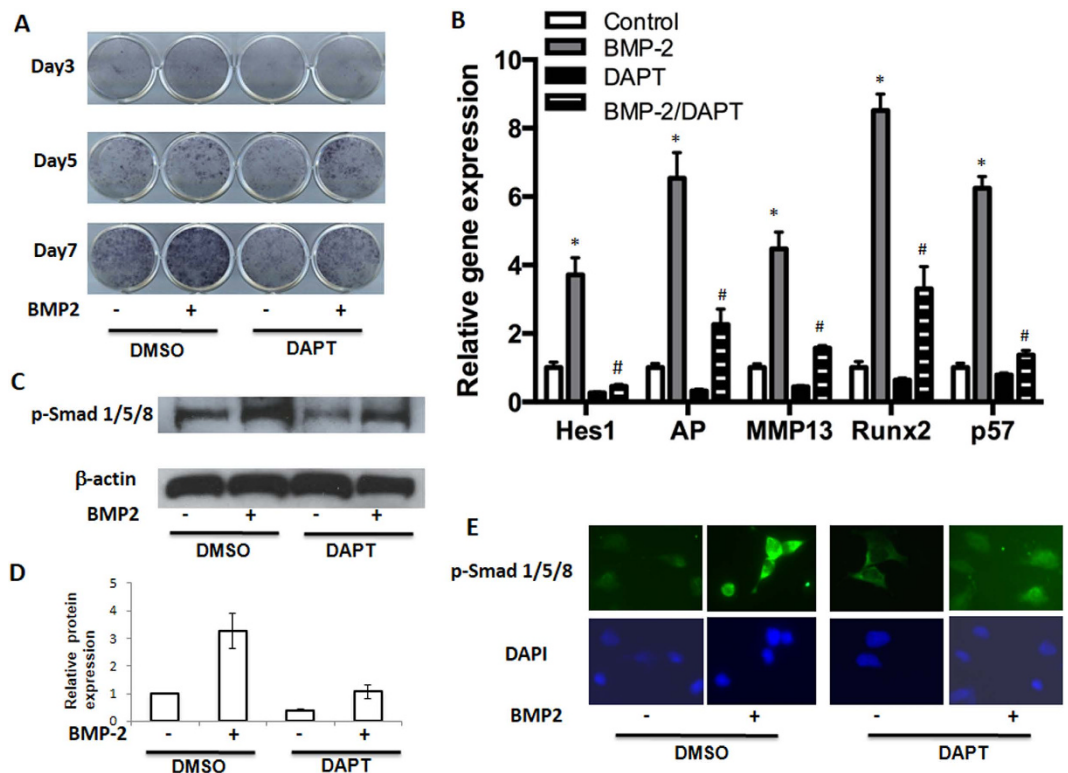 A
Day3
Day5
Day7
BMP2 - + - +
DMSO DAPT
B
Control
BMP-2
DAPT
BMP-2/DAPT
Relative gene expression
10
8
6
4
2
0
* * * * *
# # # # #
Hes1 AP MMP13 Runx2 p57
C
p-Smad 1/5/8
β-actin
BMP2 - + - +
DMSO DAPT
D
Relative protein
expression
5
4
3
2
1
0
BMP-2 - + - +
DMSO DAPT
E
p-Smad 1/5/8
DAPI
BMP2 - + - +
DMSO DAPT